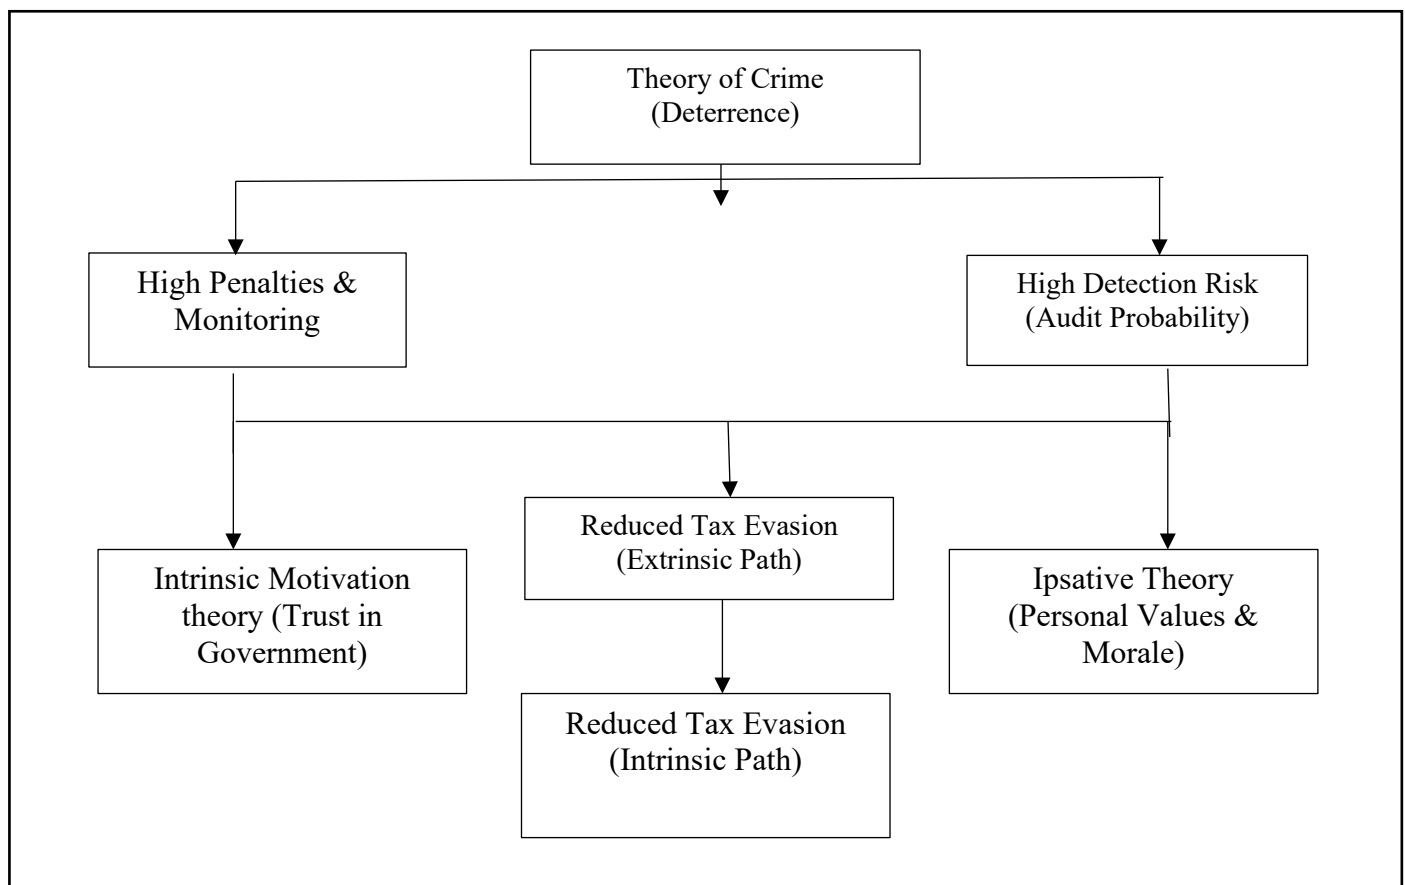 Theory of Crime
(Deterrence)
High Penalties &
Monitoring
High Detection Risk
(Audit Probability)
Reduced Tax Evasion
(Extrinsic Path)
Intrinsic Motivation
theory (Trust in
Government)
Ipsative Theory
(Personal Values &
Morale)
Reduced Tax Evasion
(Intrinsic Path)